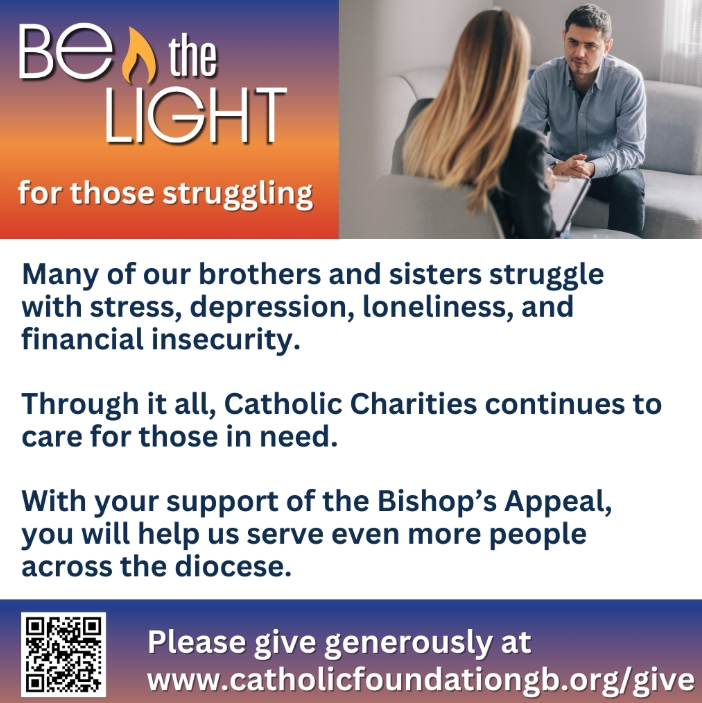 BE the
LIGHT
for those struggling
Many of our brothers and sisters struggle
with stress, depression, loneliness, and
financial insecurity.
Through it all, Catholic Charities continues to
care for those in need.
With your support of the Bishop's Appeal,
you will help us serve even more people
across the diocese.
Please give generously at
www.catholicfoundationgb.org/give